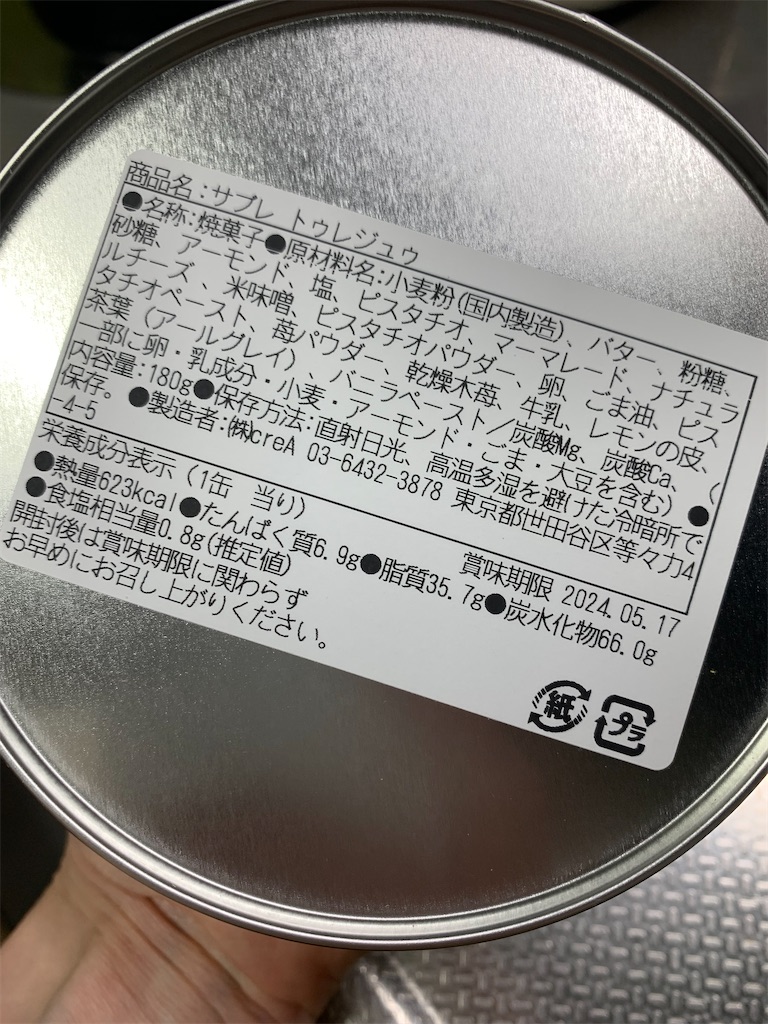 商品名:サブレ トゥレジュウ
●名称:焼菓子●原材料名:小麦粉(国内製造)、バター、粉糖、
砂糖、アーモンド、塩、ピスタチオ、マーマレード、ナチュラ
ルチーズ、米味噌、ピスタチオパウダー、卵、ごま油、ピス
タチオペースト、苺パウダー、乾燥木苺、牛乳、レモンの皮、
茶葉(アールグレイ)、バニラペースト/炭酸Mg、炭酸Ca、(
一部に卵・乳成分・小麦・アーモンド・ごま・大豆を含む)●
内容量:180g●保存方法:直射日光、高温多湿を避けた冷暗所で
保存。●製造者:㈱creA 03-6432-3878 東京都世田谷区等々力4
-4-5
賞味期限 2024.05.17
栄養成分表示(1缶 当り)
●熱量623kcal●たんぱく質6.9g●脂質35.7g●炭水化物66.0g
●食塩相当量0.8g(推定値)
開封後は賞味期限に関わらず
お早めにお召し上がりください。
紙
プラ